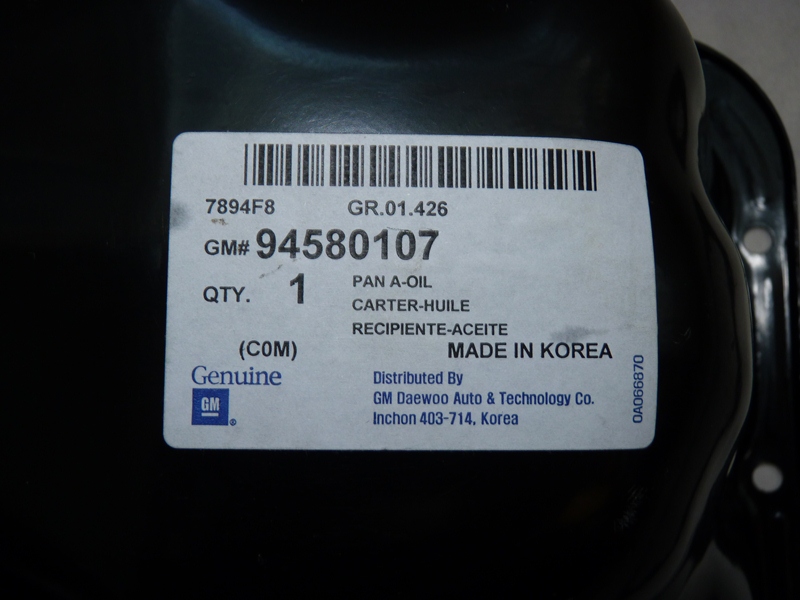 7894F8 GR.01.426
GM# 94580107
QTY. 1 PAN A-OIL
CARTER-HUILE
RECIPIENTE-ACEITE
(C0M) MADE IN KOREA
Genuine
GM ®
Distributed By
GM Daewoo Auto & Technology Co.
Inchon 403-714, Korea
0A066870